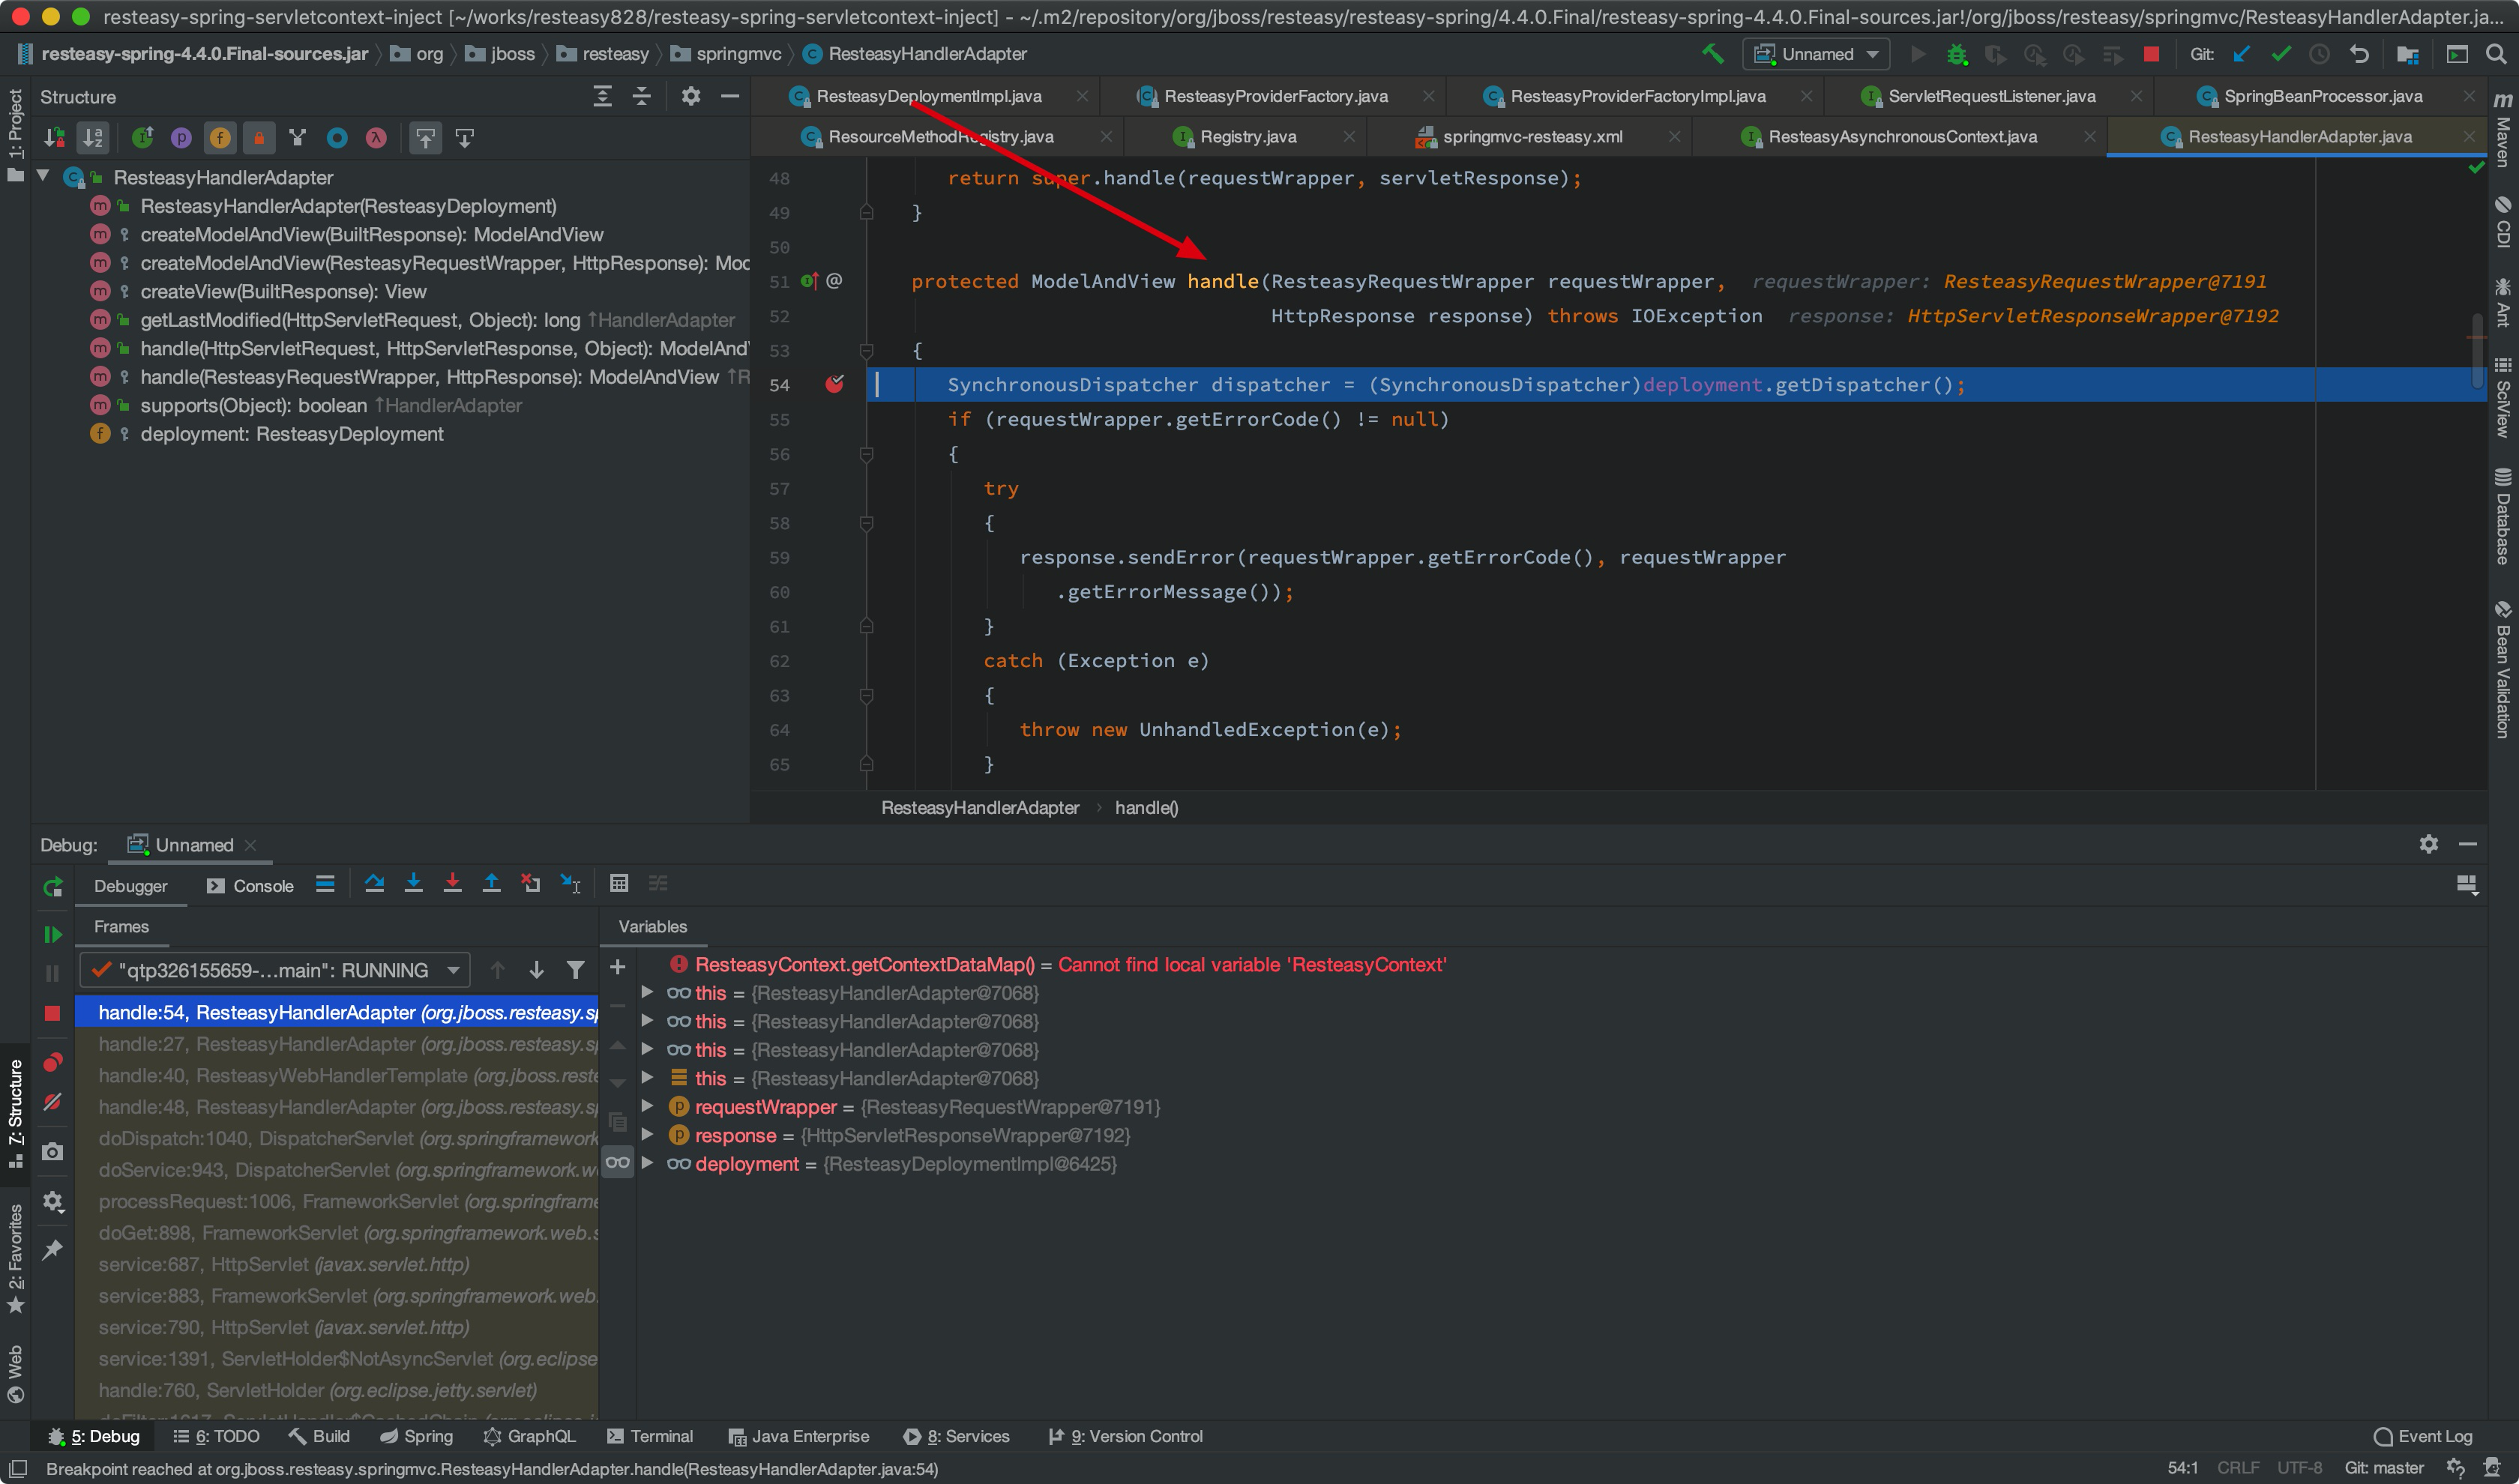 resteasy-spring-servletcontext-inject [~/works/resteasy828/resteasy-spring-servletcontext-inject] - ~/.m2/repository/org/jboss/resteasy/resteasy-spring/4.4.0.Final/resteasy-spring-4.4.0.Final-sources.jar!/org/jboss/resteasy/springmvc/ResteasyHandlerAdapter.ja...
resteasy-spring-4.4.0.Final-sources.jar org jboss resteasy springmvc ResteasyHandlerAdapter
Unnamed
Git:
1: Project
Structure
ResteasyHandlerAdapter
ResteasyHandlerAdapter(ResteasyDeployment)
createModelAndView(BuiltResponse): ModelAndView
createModelAndView(ResteasyRequestWrapper, HttpResponse): Moc
createView(BuiltResponse): View
getLastModified(HttpServletRequest, Object): long ↑HandlerAdapter
handle(HttpServletRequest, HttpServletResponse, Object): ModelAnd
handle(ResteasyRequestWrapper, HttpResponse): ModelAndView ↑R
supports(Object): boolean ↑HandlerAdapter
deployment: ResteasyDeployment
ResteasyDeploymentImpl.java
ResteasyProviderFactory.java
ResteasyProviderFactoryImpl.java
ServletRequestListener.java
SpringBeanProcessor.java
ResourceMethodRegistry.java
Registry.java
springmvc-resteasy.xml
ResteasyAsynchronousContext.java
ResteasyHandlerAdapter.java
48 return super.handle(requestWrapper, servletResponse);
49 }
50
51 @ protected ModelAndView handle(ResteasyRequestWrapper requestWrapper, requestWrapper: ResteasyRequestWrapper@7191
52 HttpResponse response) throws IOException response: HttpServletResponseWrapper@7192
53 {
54 SynchronousDispatcher dispatcher = (SynchronousDispatcher)deployment.getDispatcher();
55 if (requestWrapper.getErrorCode() != null)
56 {
57 try
58 {
59 response.sendError(requestWrapper.getErrorCode(), requestWrapper
60 .getErrorMessage());
61 }
62 catch (Exception e)
63 {
64 throw new UnhandledException(e);
65 }
ResteasyHandlerAdapter › handle()
Maven
CDI
Ant
SciView
Database
Bean Validation
Debug: Unnamed
Debugger Console
Frames
"qtp326155659-...main": RUNNING
handle:54, ResteasyHandlerAdapter (org.jboss.resteasy.sp
handle:27, ResteasyHandlerAdapter (org.jboss.resteasy.sp
handle:40, ResteasyWebHandlerTemplate (org.jboss.reste
handle:48, ResteasyHandlerAdapter (org.jboss.resteasy.sp
doDispatch:1040, DispatcherServlet (org.springframework
doService:943, DispatcherServlet (org.springframework.w
processRequest:1006, FrameworkServlet (org.springframe
doGet:898, FrameworkServlet (org.springframework.web.s
service:687, HttpServlet (javax.servlet.http)
service:883, FrameworkServlet (org.springframework.web.
service:790, HttpServlet (javax.servlet.http)
service:1391, ServletHolder$NotAsyncServlet (org.eclipse
handle:760, ServletHolder (org.eclipse.jetty.servlet)
Variables
ResteasyContext.getContextDataMap() = Cannot find local variable 'ResteasyContext'
this = {ResteasyHandlerAdapter@7068}
this = {ResteasyHandlerAdapter@7068}
this = {ResteasyHandlerAdapter@7068}
this = {ResteasyHandlerAdapter@7068}
requestWrapper = {ResteasyRequestWrapper@7191}
response = {HttpServletResponseWrapper@7192}
deployment = {ResteasyDeploymentImpl@6425}
7: Structure
2: Favorites
Web
5: Debug 6: TODO Build Spring GraphQL Terminal Java Enterprise 8: Services 9: Version Control Event Log
Breakpoint reached at org.jboss.resteasy.springmvc.ResteasyHandlerAdapter.handle(ResteasyHandlerAdapter.java:54) 54:1 CRLF UTF-8 Git: master